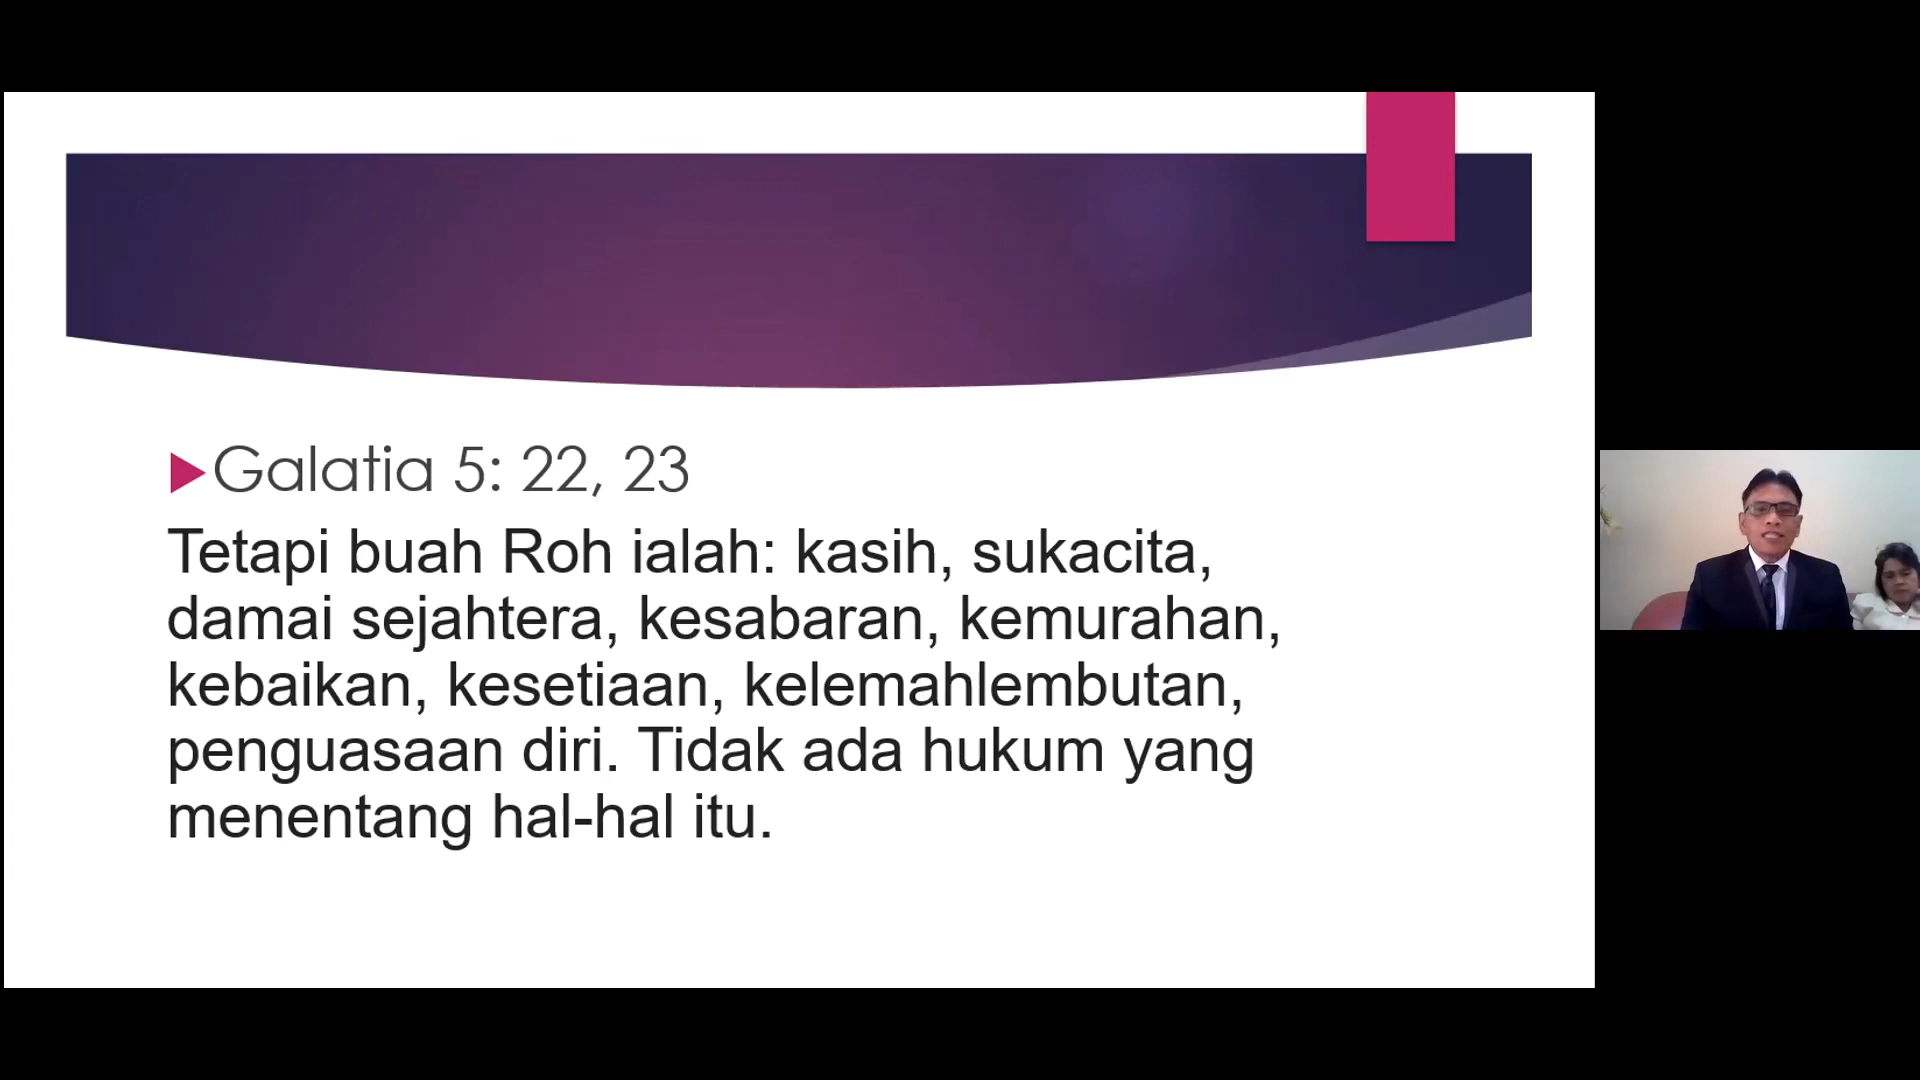 Galatia 5: 22, 23
Tetapi buah Roh ialah: kasih, sukacita,
damai sejahtera, kesabaran, kemurahan,
kebaikan, kesetiaan, kelemahlembutan,
penguasaan diri. Tidak ada hukum yang
menentang hal-hal itu.